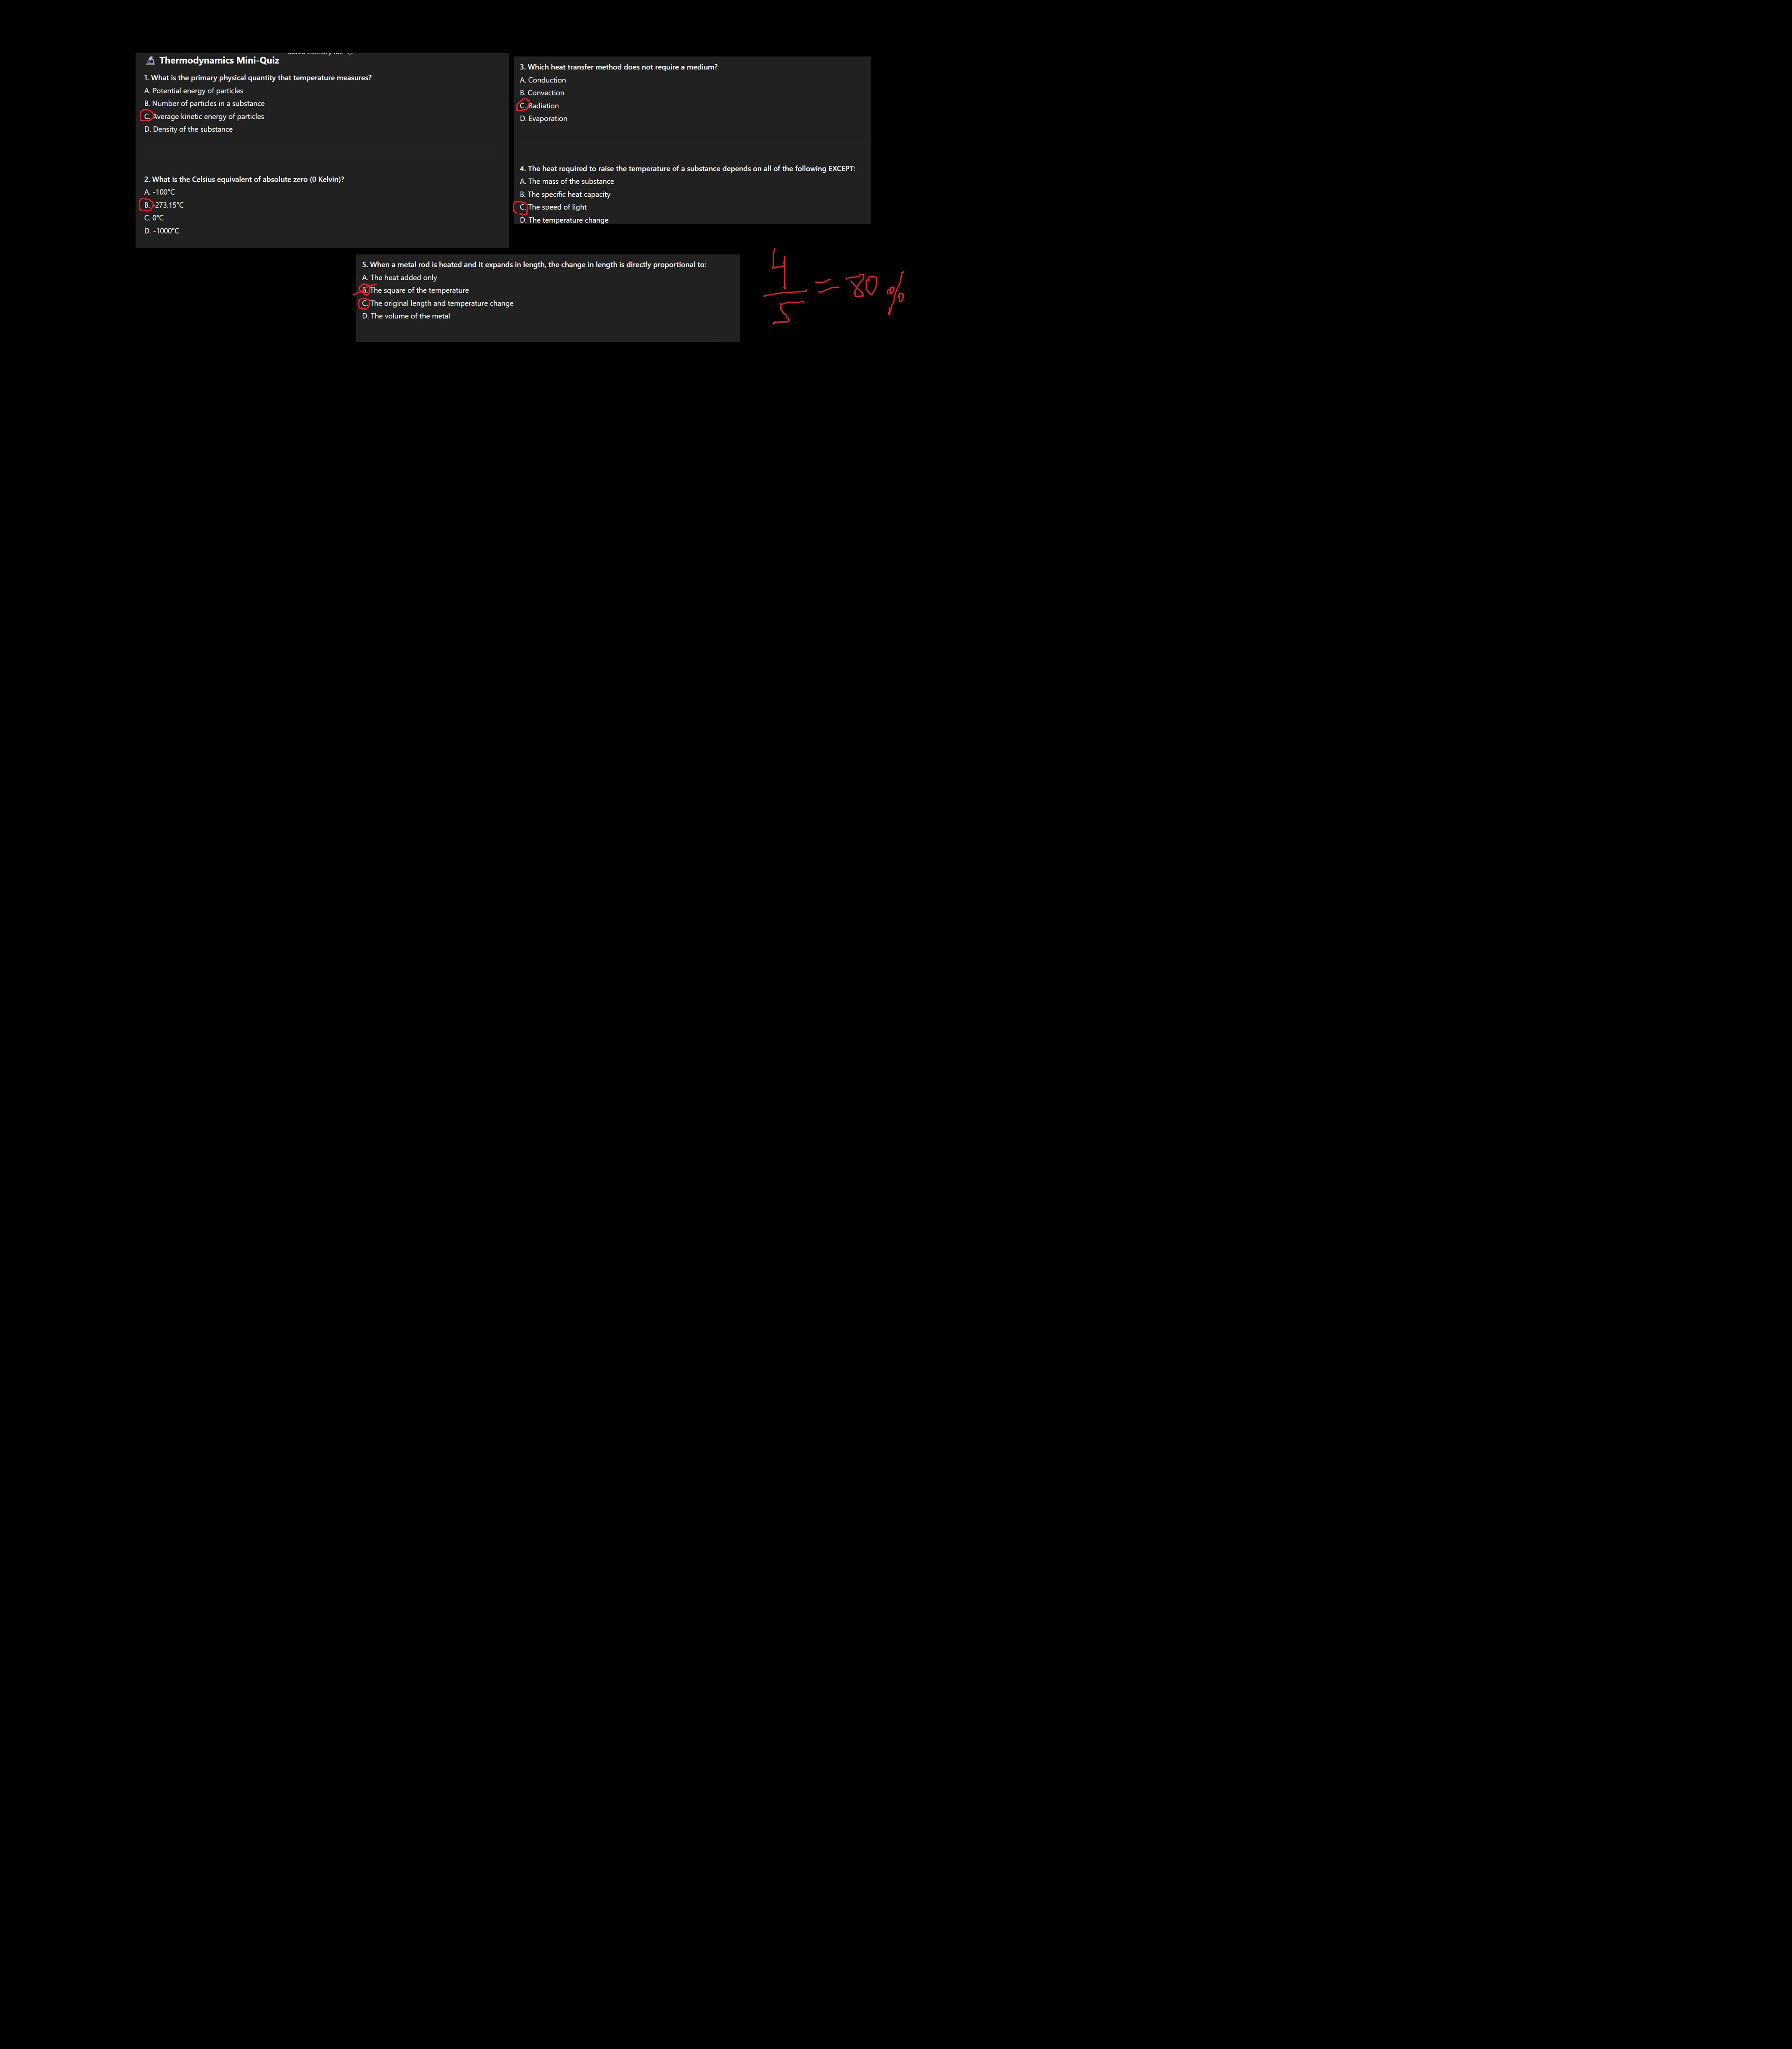 Thermodynamics Mini-Quiz
1. What is the primary physical quantity that temperature measures?
A. Potential energy of particles
B. Number of particles in a substance
C. Average kinetic energy of particles
D. Density of the substance
2. What is the Celsius equivalent of absolute zero (0 Kelvin)?
A. -100°C
B. -273.15°C
C. 0°C
D. -1000°C
3. Which heat transfer method does not require a medium?
A. Conduction
B. Convection
C. Radiation
D. Evaporation
4. The heat required to raise the temperature of a substance depends on all of the following EXCEPT:
A. The mass of the substance
B. The specific heat capacity
C. The speed of light
D. The temperature change
5. When a metal rod is heated and it expands in length, the change in length is directly proportional to:
A. The heat added only
B. The square of the temperature
C. The original length and temperature change
D. The volume of the metal
4/5 = 80%